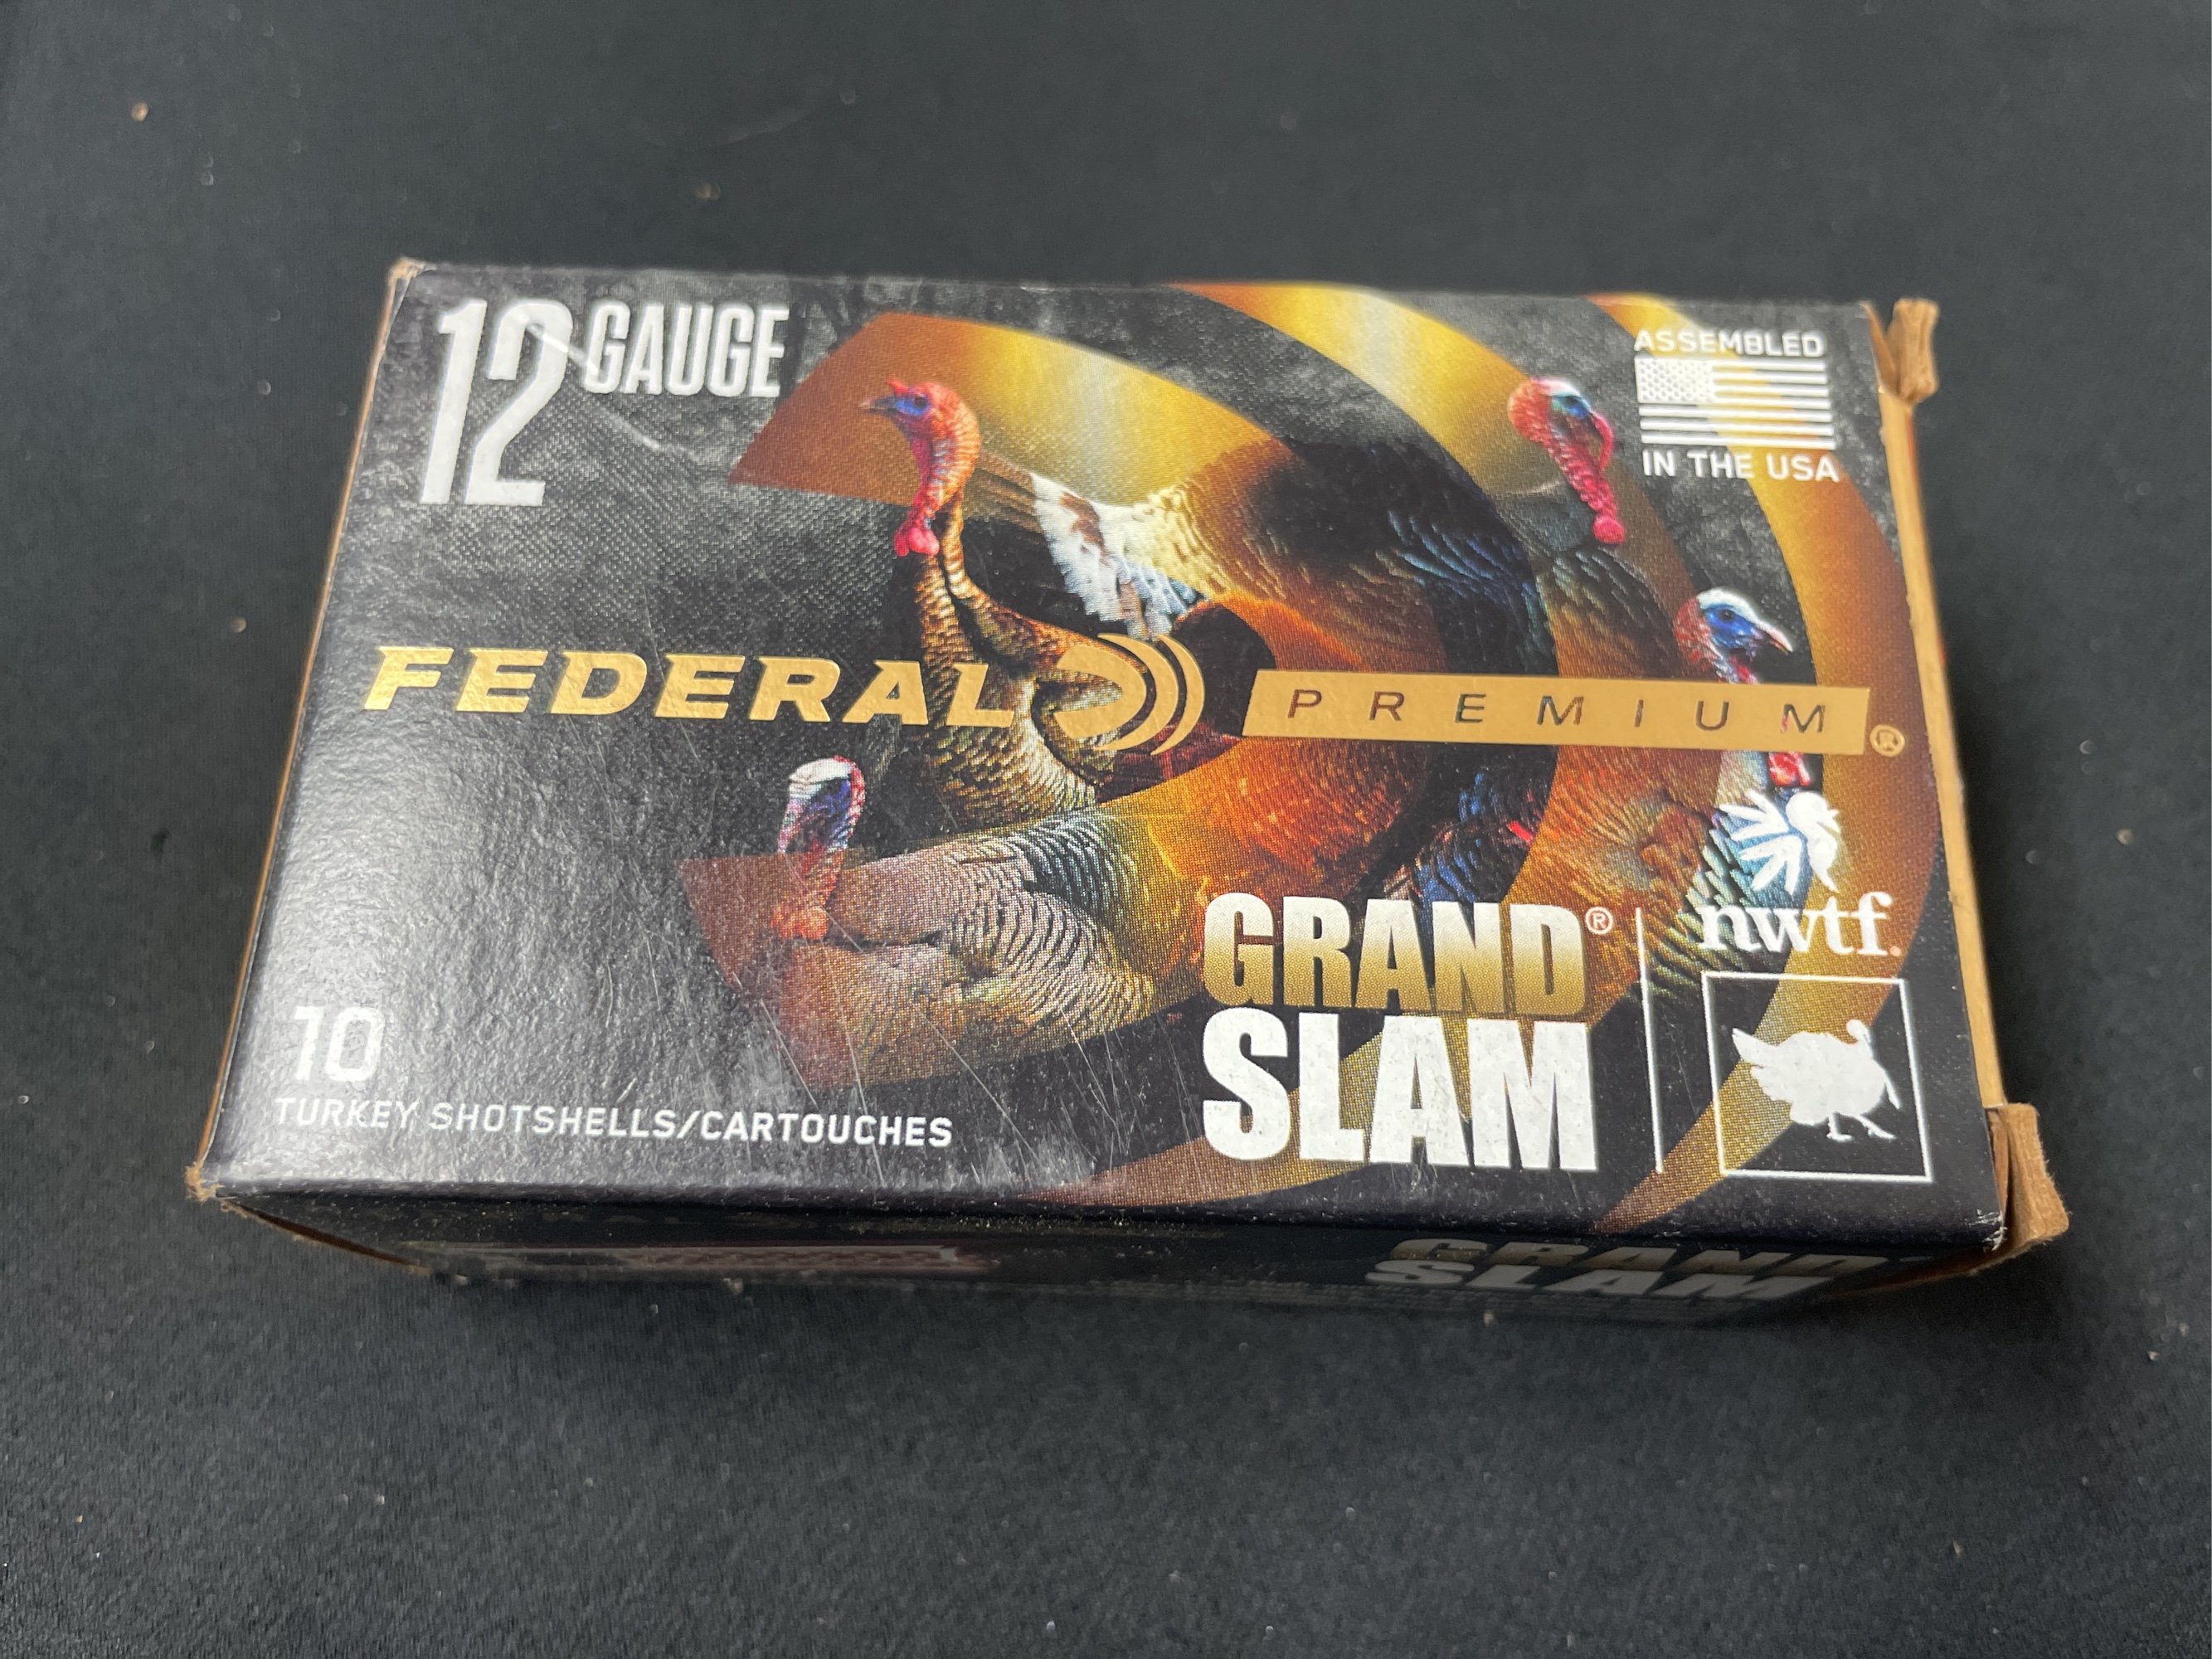 12 GAUGE
ASSEMBLED
IN THE USA
FEDERAL PREMIUM®
nwtf.
GRAND®
SLAM
10
TURKEY SHOTSHELLS/CARTOUCHES
GRAND
SLAM